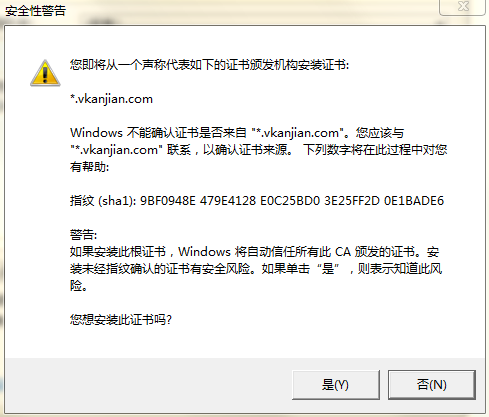 安全性警告
您即将从一个声称代表如下的证书颁发机构安装证书:
*.vkanjian.com
Windows 不能确认证书是否来自 "*.vkanjian.com"。您应该与
"*.vkanjian.com" 联系，以确认证书来源。 下列数字将在此过程中对您
有帮助:
指纹 (sha1): 9BF0948E 479E4128 E0C25BD0 3E25FF2D 0E1BADE6
警告:
如果安装此根证书，Windows 将自动信任所有此 CA 颁发的证书。安
装未经指纹确认的证书有安全风险。如果单击“是”，则表示知道此风
险。
您想安装此证书吗?
是(Y)
否(N)